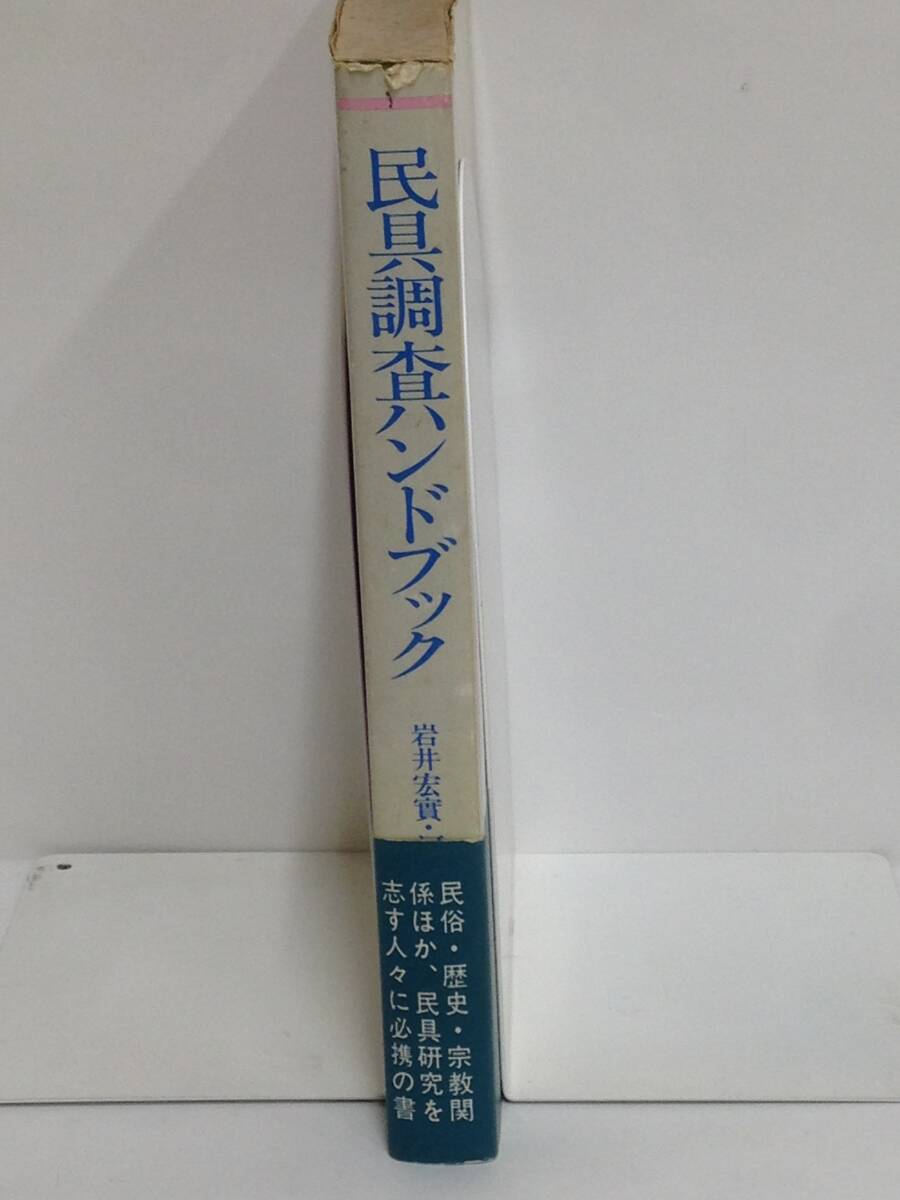 民具調査ハンドブック
岩井宏實・
民俗・歴史・宗教関
係ほか、民具研究を
志す人々に必携の書